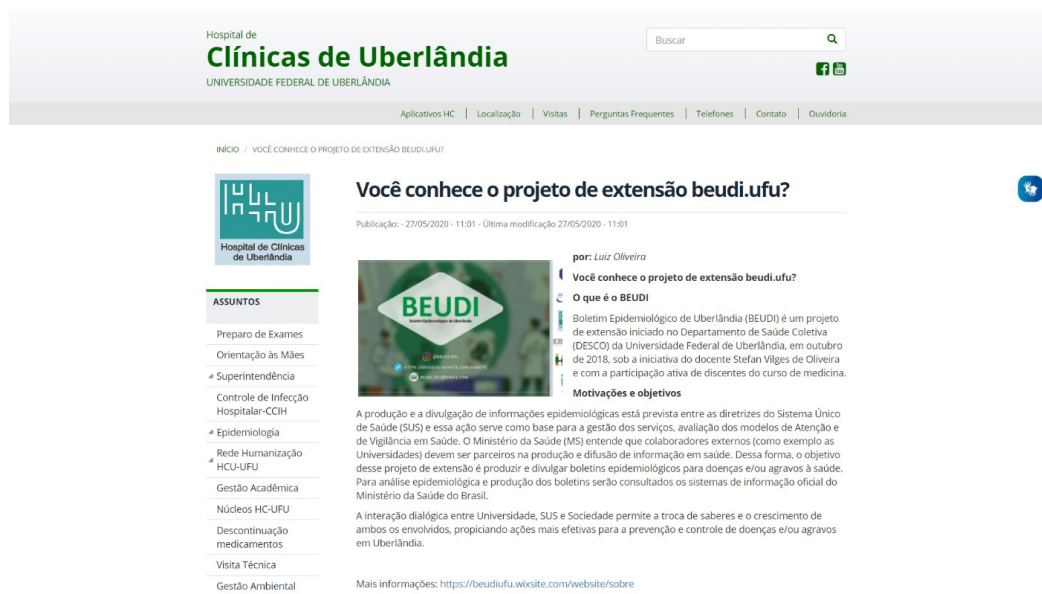 Hospital de
Clínicas de Uberlândia
UNIVERSIDADE FEDERAL DE UBERLÂNDIA
Buscar
Aplicativos HC | Localização | Visitas | Perguntas Frequentes | Telefones | Contato | Ouvidoria
INÍCIO / VOCÊ CONHECE O PROJETO DE EXTENSÃO BEUDI.UFU?
Hospital de Clínicas
de Uberlândia
ASSUNTOS
Preparo de Exames
Orientação às Mães
Superintendência
Controle de Infecção
Hospitalar-CCIH
Epidemiologia
Rede Humanização
HCU-UFU
Gestão Acadêmica
Núcleos HC-UFU
Descontinuação
medicamentos
Visita Técnica
Gestão Ambiental
Você conhece o projeto de extensão beudi.ufu?
Publicação: - 27/05/2020 - 11:01 - Última modificação 27/05/2020 - 11:01
BEUDI
Boletim Epidemiológico de Uberlândia
@BEUDI.UFU
por: Luiz Oliveira
Você conhece o projeto de extensão beudi.ufu?
O que é o BEUDI
Boletim Epidemiológico de Uberlândia (BEUDI) é um projeto
de extensão iniciado no Departamento de Saúde Coletiva
(DESCO) da Universidade Federal de Uberlândia, em outubro
de 2018, sob a iniciativa do docente Stefan Vilges de Oliveira
e com a participação ativa de discentes do curso de medicina.
Motivações e objetivos
A produção e a divulgação de informações epidemiológicas está prevista entre as diretrizes do Sistema Único
de Saúde (SUS) e essa ação serve como base para a gestão dos serviços, avaliação dos modelos de Atenção e
de Vigilância em Saúde. O Ministério da Saúde (MS) entende que colaboradores externos (como exemplo as
Universidades) devem ser parceiros na produção e difusão de informação em saúde. Dessa forma, o objetivo
desse projeto de extensão é produzir e divulgar boletins epidemiológicos para doenças e/ou agravos à saúde.
Para análise epidemiológica e produção dos boletins serão consultados os sistemas de informação oficial do
Ministério da Saúde do Brasil.
A interação dialógica entre Universidade, SUS e Sociedade permite a troca de saberes e o crescimento de
ambos os envolvidos, propiciando ações mais efetivas para a prevenção e controle de doenças e/ou agravos
em Uberlândia.
Mais informações: https://beudiufu.wixsite.com/website/sobre